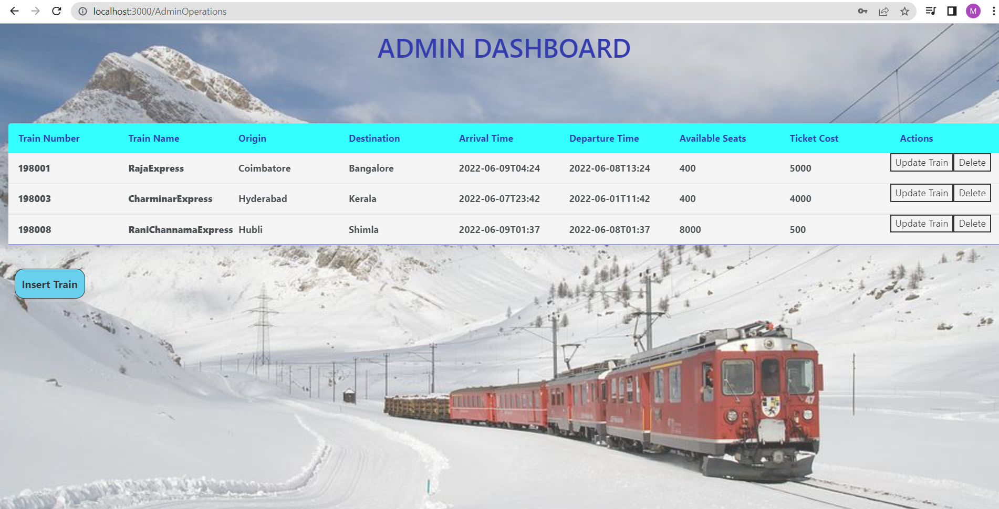 localhost:3000/AdminOperations
M
ADMIN DASHBOARD
Train Number Train Name Origin Destination Arrival Time Departure Time Available Seats Ticket Cost Actions
198001 RajaExpress Coimbatore Bangalore 2022-06-09T04:24 2022-06-08T13:24 400 5000 Update Train Delete
198003 CharminarExpress Hyderabad Kerala 2022-06-07T23:42 2022-06-01T11:42 400 4000 Update Train Delete
198008 RaniChannamaExpress Hubli Shimla 2022-06-09T01:37 2022-06-08T01:37 8000 500 Update Train Delete
Insert Train
47